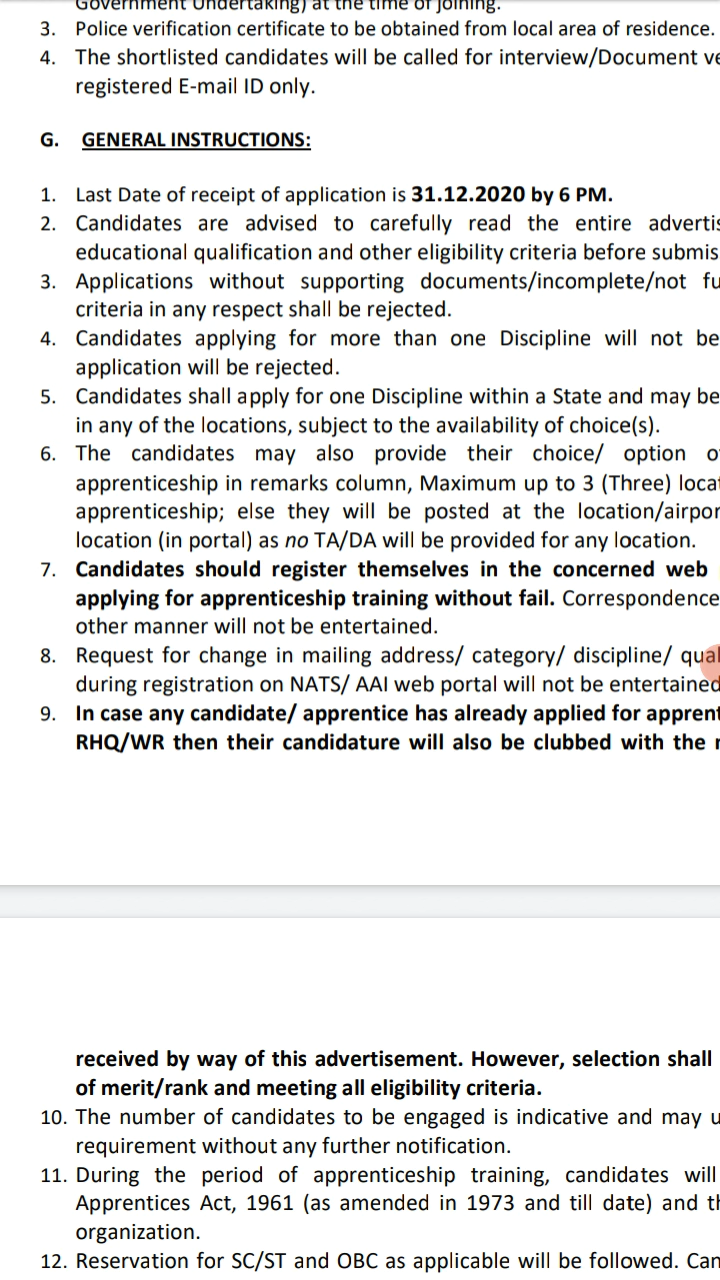 Government Undertaking) at the time of joining.
3. Police verification certificate to be obtained from local area of residence.
4. The shortlisted candidates will be called for interview/Document
registered E-mail ID only.
G. GENERAL INSTRUCTIONS:
1. Last Date of receipt of application is 31.12.2020 by 6 PM.
2. Candidates are advised to carefully read the entire
educational qualification and other eligibility criteria before
3. Applications without supporting documents/incomplete/not
criteria in any respect shall be rejected.
4. Candidates applying for more than one Discipline will not be
application will be rejected.
5. Candidates shall apply for one Discipline within a State and may be
in any of the locations, subject to the availability of choice(s).
6. The candidates may also provide their choice/ option
apprenticeship in remarks column, Maximum up to 3 (Three)
apprenticeship; else they will be posted at the
location (in portal) as no TA/DA will be provided for any location.
7. Candidates should register themselves in the concerned web
applying for apprenticeship training without fail. Correspondence
other manner will not be entertained.
8. Request for change in mailing address/ category/ discipline/
during registration on NATS/ AAI web portal will not be entertained
9. In case any candidate/ apprentice has already applied for
RHQ/WR then their candidature will also be clubbed with the
received by way of this advertisement. However, selection shall
of merit/rank and meeting all eligibility criteria.
10. The number of candidates to be engaged is indicative and may
requirement without any further notification.
11. During the period of apprenticeship training, candidates will
Apprentices Act, 1961 (as amended in 1973 and till date) and
organization.
12. Reservation for SC/ST and OBC as applicable will be followed.